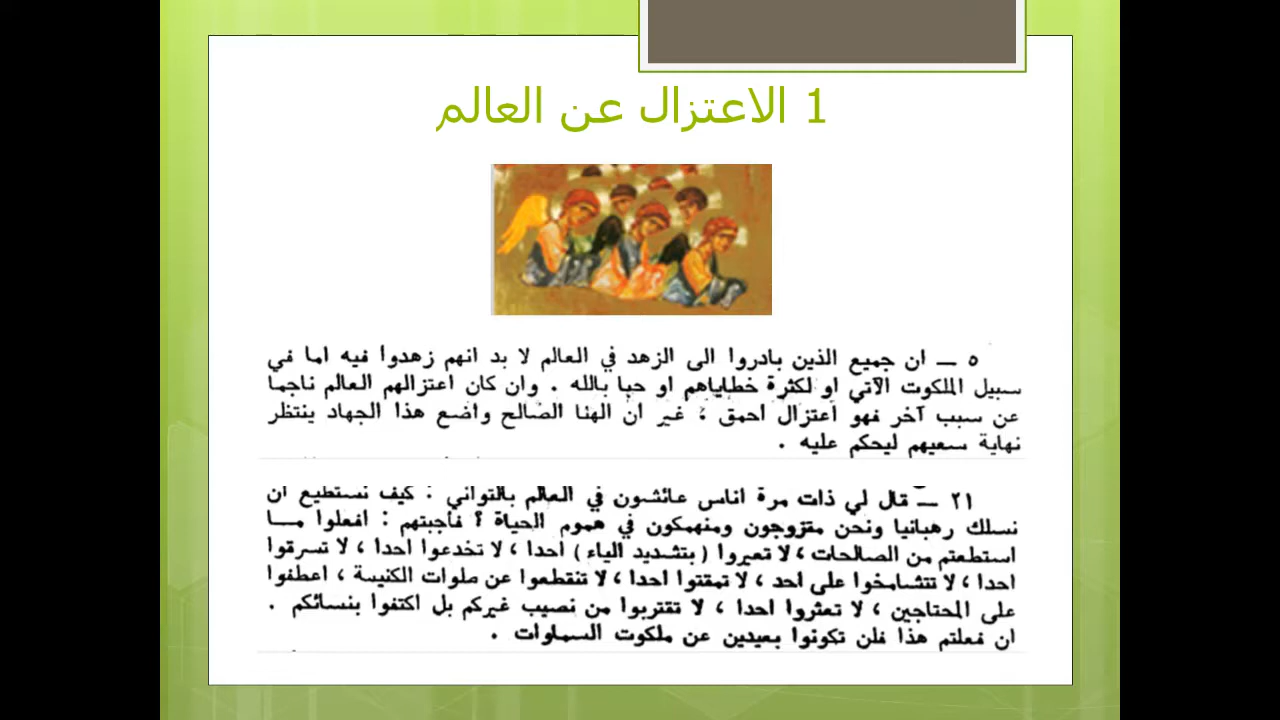 1 الاعتزال عن العالم
٥ ــ ان جميع الذين بادروا الى الزهد في العالم لا بد انهم زهدوا فيه اما في
سبيل الملكوت الآتي او لكثرة خطاياهم او حبا بالله . وان كان اعتزالهم العالم ناجما
عن سبب آخر فهو اعتزال احمق ؛ غير ان الهنا الصالح واضع هذا الجهاد ينتظر
نهاية سعيهم ليحكم عليه .
٢١ ــ قال لي ذات مرة اناس عائشون في العالم بالتواني : كيف نستطيع ان
نسلك رهبانيا ونحن متزوجون ومنهمكون في هموم الحياة ؟ فأجبتهم : افعلوا مــا
استطعتم من الصالحات ، لا تعيروا ( بتشديد الياء ) احدا ، لا تخدعوا احدا ، لا تسرقوا
احدا ، لا تتشامخوا على احد ، لا تمقتوا احدا ، لا تنقطعوا عن صلوات الكنيسة ، اعطفوا
على المحتاجين ، لا تعثروا احدا ، لا تقتربوا من نصيب غيركم بل اكتفوا بنسائكم .
ان فعلتم هذا فلن تكونوا بعيدين عن ملكوت السماوات .